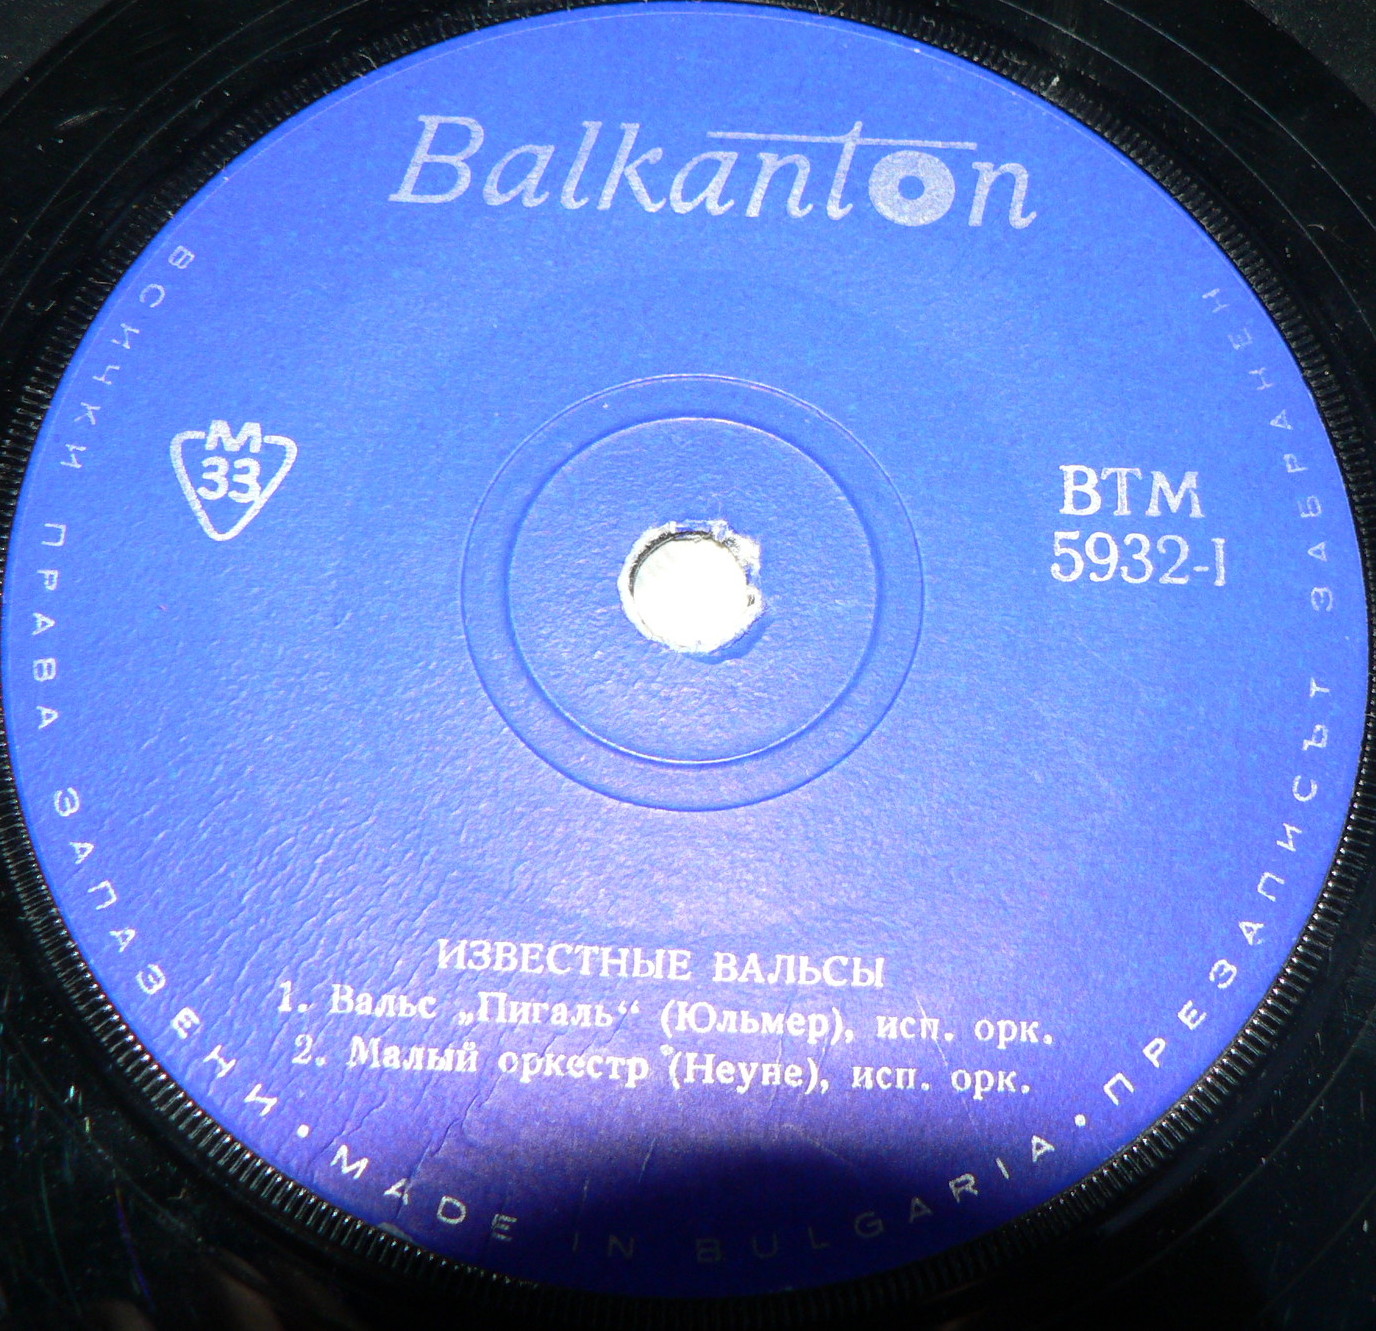 Balkanton
M
33
ВТМ
5932-I
ИЗВЕСТНЫЕ ВАЛЬСЫ
1. Вальс „Пигаль“ (Юльмер), исп. орк.
2. Малый оркестр (Неуне), исп. орк.
ВСИЧКИ ПРАВА ЗАПАЗЕНИ • MADE IN BULGARIA • ПРЕЗАПИСЪТ ЗАБРАНЕН